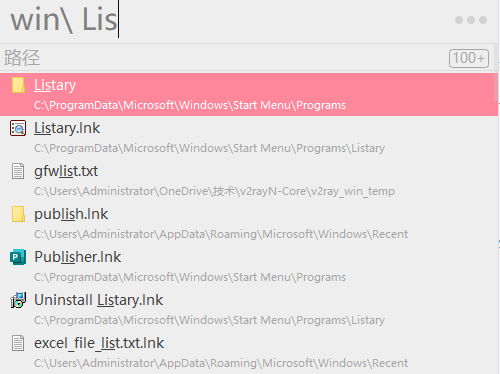 win\ Lis
路径 100+
Listary
C:\ProgramData\Microsoft\Windows\Start Menu\Programs
Listary.lnk
C:\ProgramData\Microsoft\Windows\Start Menu\Programs\Listary
gfwlist.txt
C:\Users\Administrator\OneDrive\技术\v2rayN-Core\v2ray_win_temp
publish.lnk
C:\Users\Administrator\AppData\Roaming\Microsoft\Windows\Recent
Publisher.lnk
C:\ProgramData\Microsoft\Windows\Start Menu\Programs
Uninstall Listary.lnk
C:\ProgramData\Microsoft\Windows\Start Menu\Programs\Listary
excel_file_list.txt.lnk
C:\Users\Administrator\AppData\Roaming\Microsoft\Windows\Recent